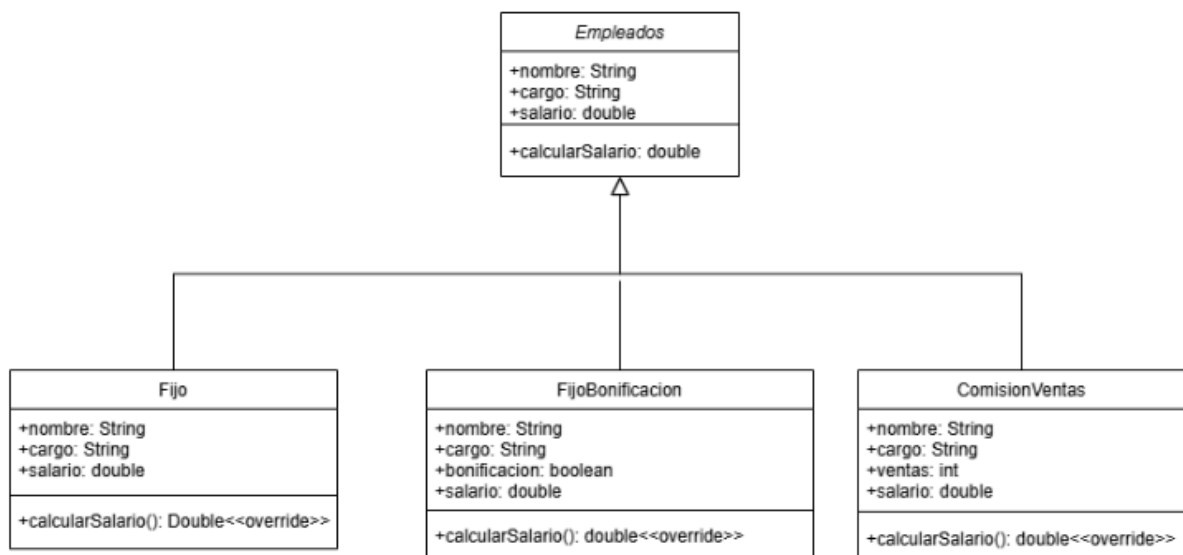 Empleados
+nombre: String
+cargo: String
+salario: double
+calcularSalario: double
Fijo
+nombre: String
+cargo: String
+salario: double
+calcularSalario(): Double<<override>>
FijoBonificacion
+nombre: String
+cargo: String
+bonificacion: boolean
+salario: double
+calcularSalario(): double<<override>>
ComisionVentas
+nombre: String
+cargo: String
+ventas: int
+salario: double
+calcularSalario(): double<<override>>